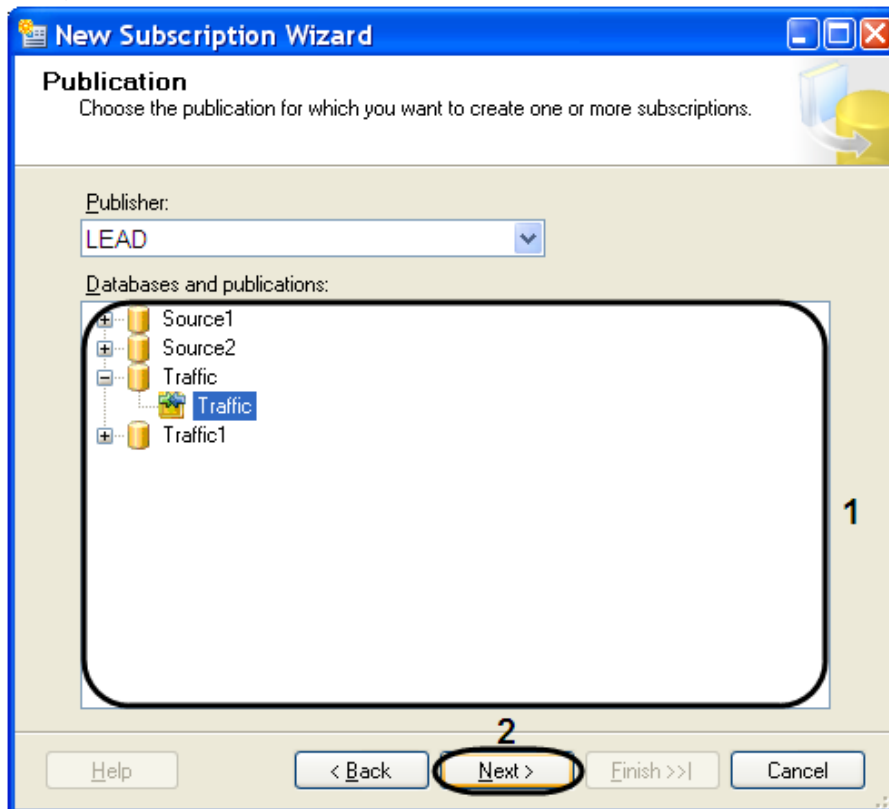 New Subscription Wizard
Publication
Choose the publication for which you want to create one or more subscriptions.
Publisher:
LEAD
Databases and publications:
Source1
Source2
Traffic
Traffic
Traffic1
1
2
Help
< Back
Next >
Finish >>|
Cancel